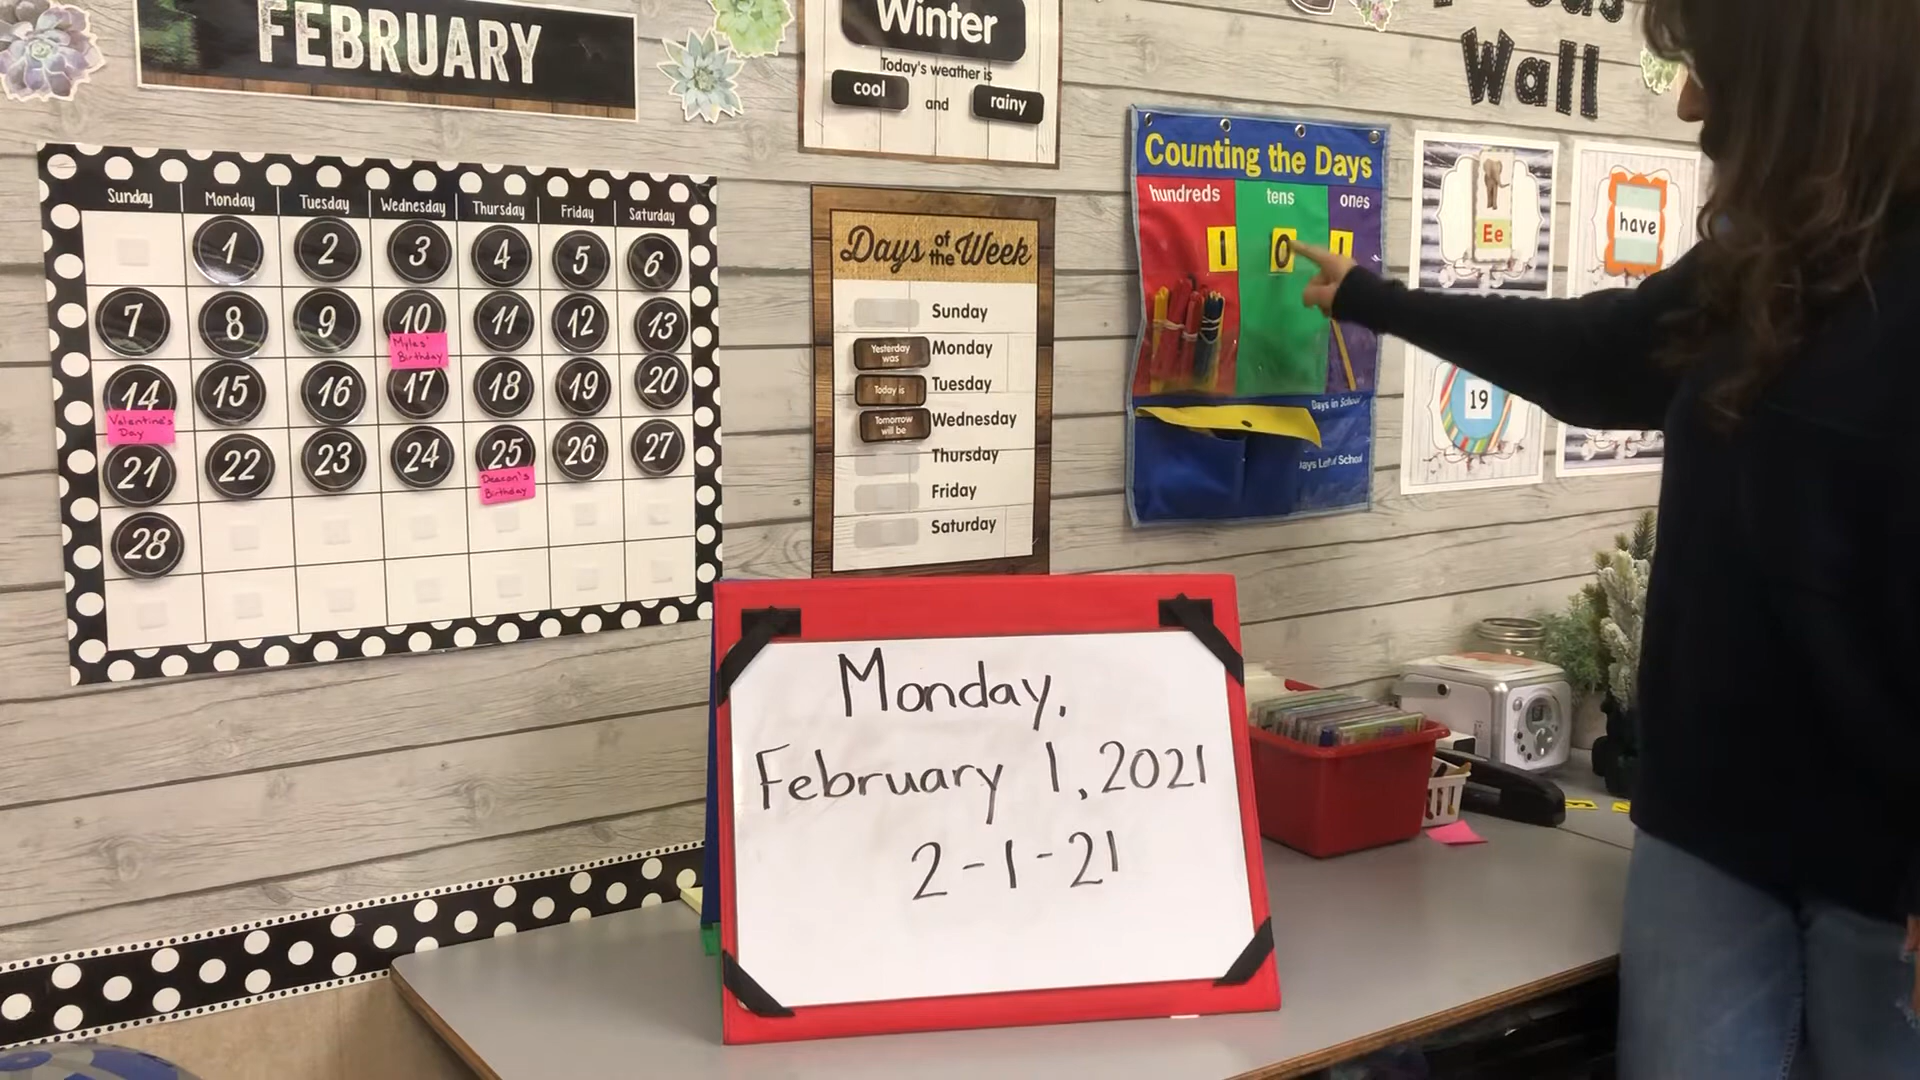 FEBRUARY
Sunday Monday Tuesday Wednesday Thursday Friday Saturday
1 2 3 4 5 6
7 8 9 10 11 12 13
Myles'
Birthday
14 15 16 17 18 19 20
Valentine's
Day
21 22 23 24 25 26 27
Deacon's
Birthday
28
Winter
Today's weather is
cool and rainy
Days of the Week
Sunday
Yesterday was Monday
Today is Tuesday
Tomorrow will be Wednesday
Thursday
Friday
Saturday
Counting the Days
hundreds tens ones
1 0 1
Days in School
Days Left of School
Wall
Ee
have
19
Monday,
February 1, 2021
2-1-21